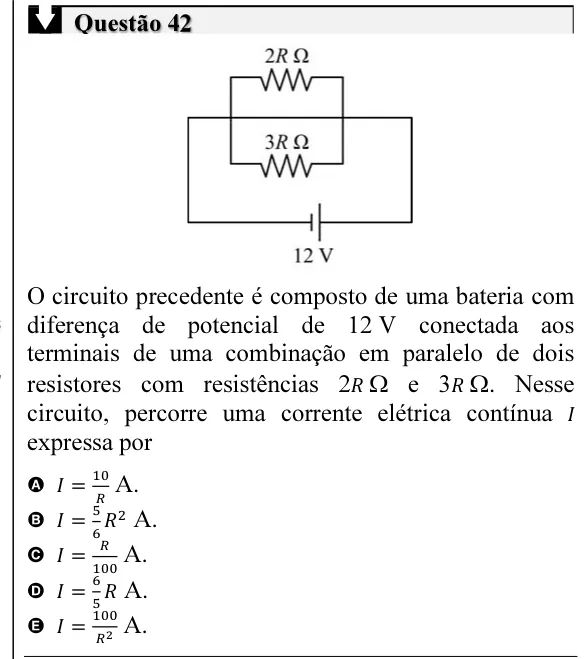 Questão 42
2R Ω
3R Ω
12 V
O circuito precedente é composto de uma bateria com
diferença de potencial de 12 V conectada aos
terminais de uma combinação em paralelo de dois
resistores com resistências 2R Ω e 3R Ω. Nesse
circuito, percorre uma corrente elétrica contínua I
expressa por
A I = 10/R A.
B I = 5/6 R² A.
C I = R/100 A.
D I = 6/5 R A.
E I = 100/R² A.